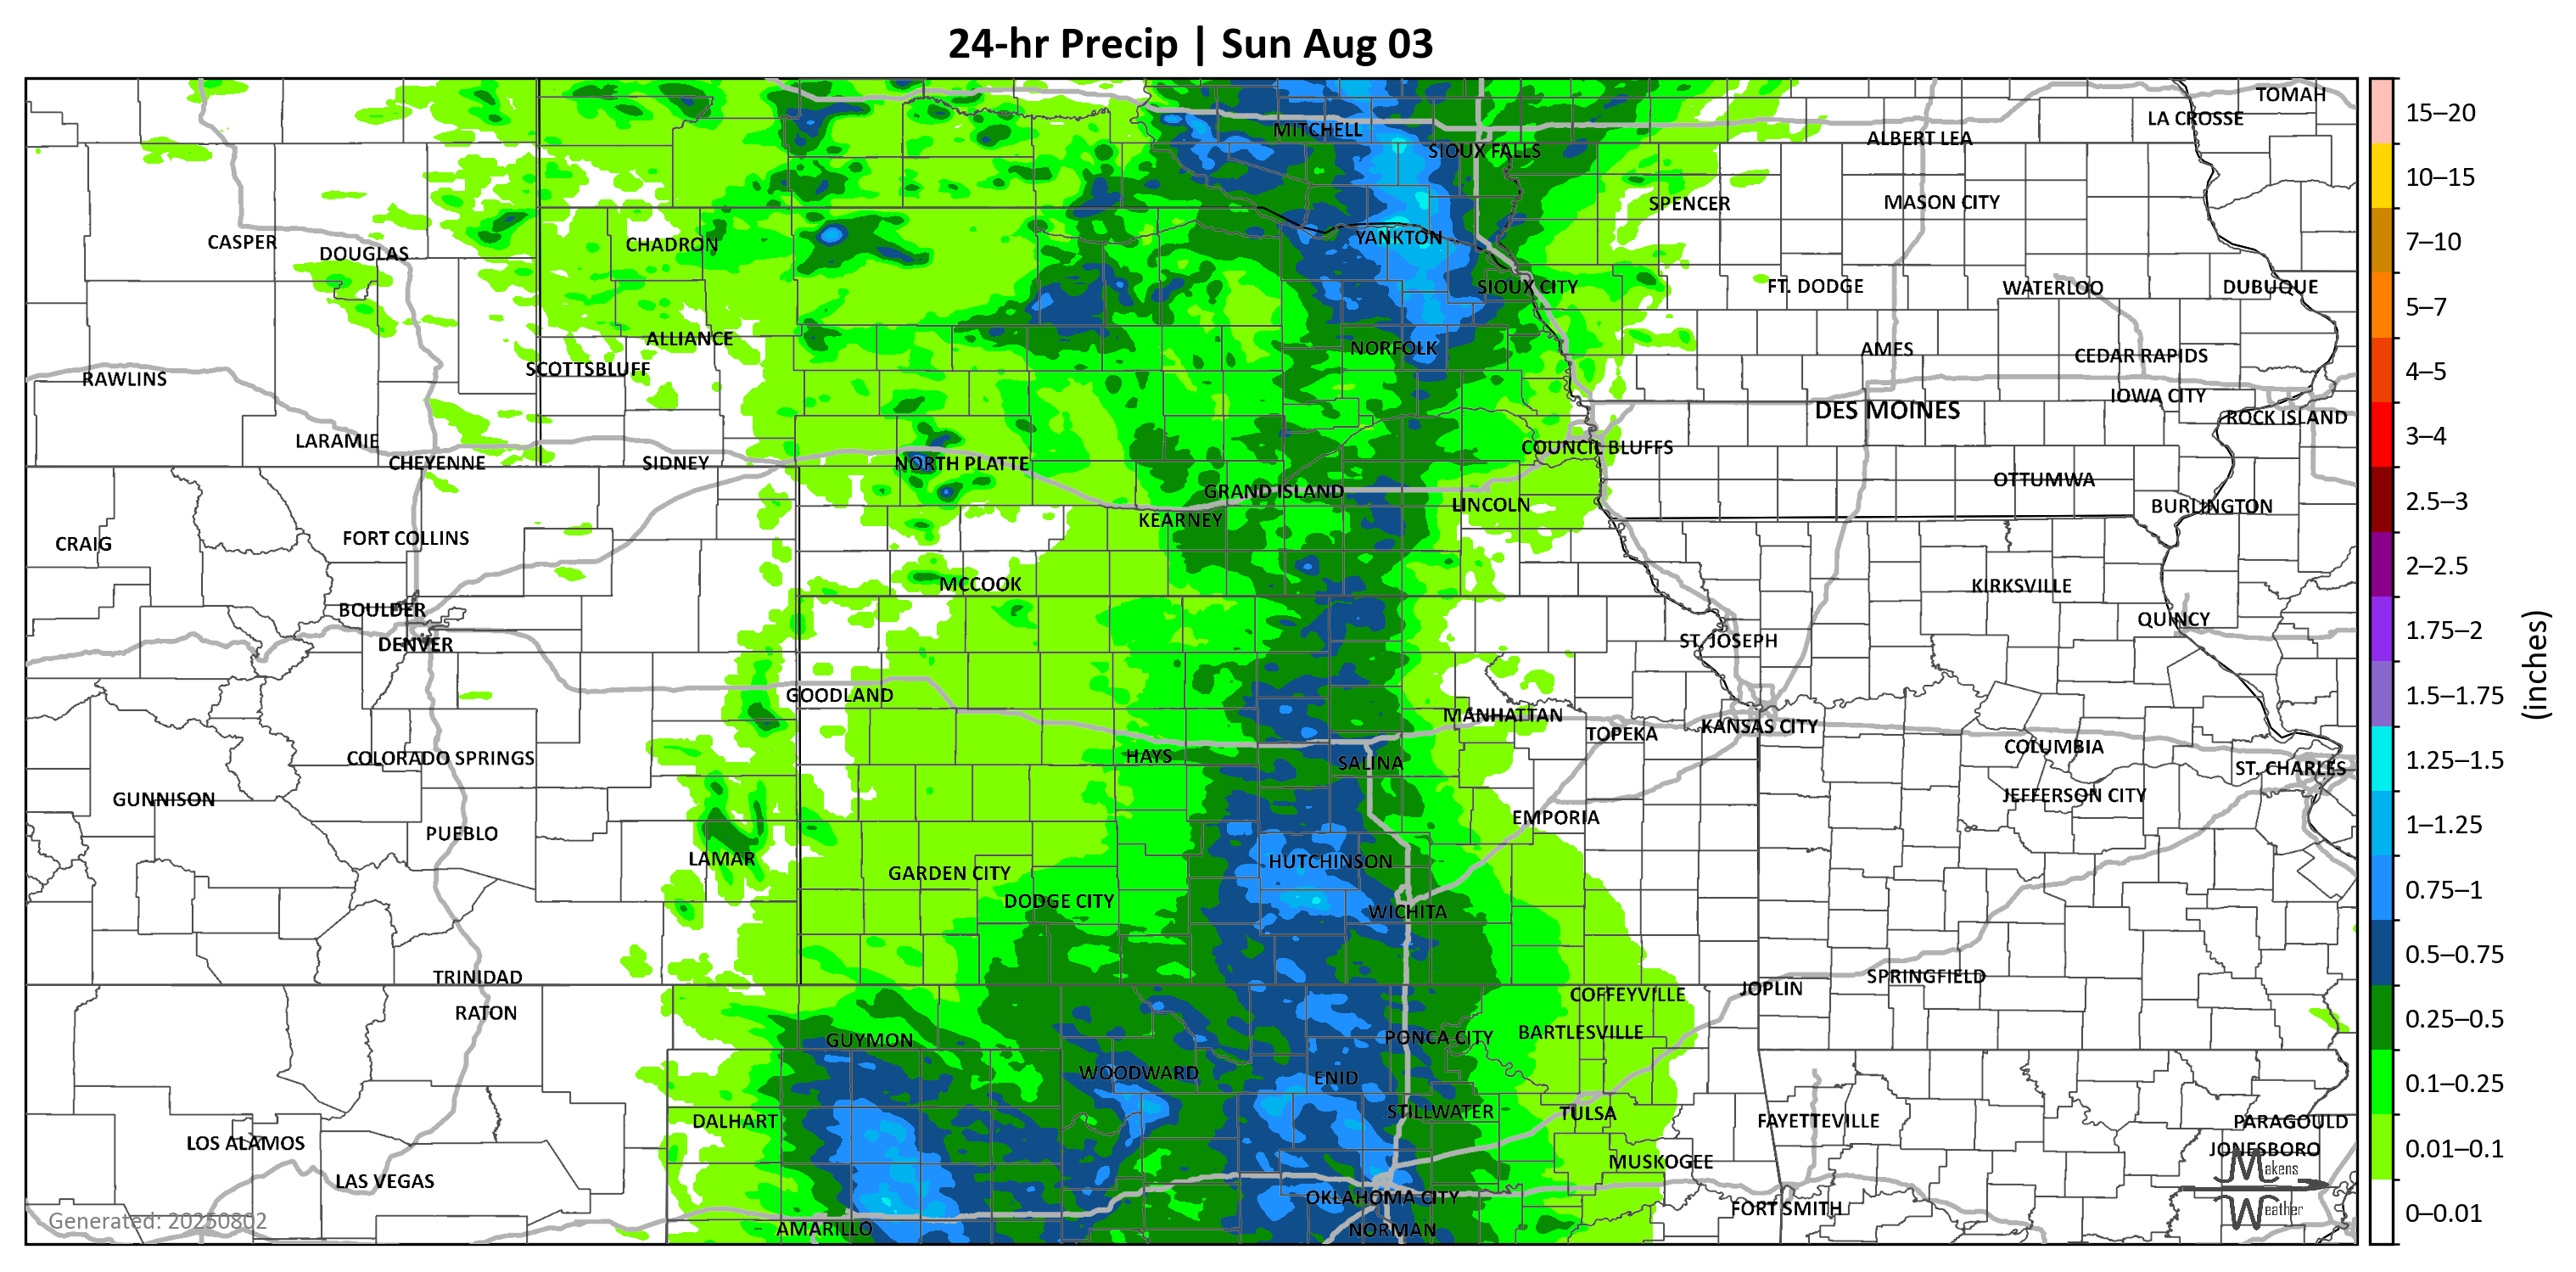 24-hr Precip | Sun Aug 03
TOMAH
LA CROSSE
MITCHELL
ALBERT LEA
SIOUX FALLS
SPENCER
MASON CITY
CASPER
DOUGLAS
CHADRON
YANKTON
SIOUX CITY
FT. DODGE
WATERLOO
DUBUQUE
ALLIANCE
NORFOLK
AMES
CEDAR RAPIDS
SCOTTSBLUFF
RAWLINS
IOWA CITY
DES MOINES
ROCK ISLAND
LARAMIE
COUNCIL BLUFFS
CHEYENNE
SIDNEY
NORTH PLATTE
OTTUMWA
GRAND ISLAND
LINCOLN
BURLINGTON
KEARNEY
CRAIG
FORT COLLINS
MCCOOK
KIRKSVILLE
BOULDER
QUINCY
DENVER
ST. JOSEPH
GOODLAND
MANHATTAN
KANSAS CITY
TOPEKA
COLUMBIA
COLORADO SPRINGS
HAYS
SALINA
ST. CHARLES
GUNNISON
JEFFERSON CITY
EMPORIA
PUEBLO
LAMAR
HUTCHINSON
GARDEN CITY
DODGE CITY
WICHITA
TRINIDAD
SPRINGFIELD
JOPLIN
COFFEYVILLE
RATON
BARTLESVILLE
GUYMON
PONCA CITY
WOODWARD
ENID
STILLWATER
TULSA
DALHART
FAYETTEVILLE
PARAGOULD
LOS ALAMOS
JONESBORO
MUSKOGEE
LAS VEGAS
OKLAHOMA CITY
FORT SMITH
AMARILLO
NORMAN
Generated: 20250802
Makens
Weather
15–20
10–15
7–10
5–7
4–5
3–4
2.5–3
2–2.5
1.75–2
1.5–1.75
1.25–1.5
1–1.25
0.75–1
0.5–0.75
0.25–0.5
0.1–0.25
0.01–0.1
0–0.01
(inches)